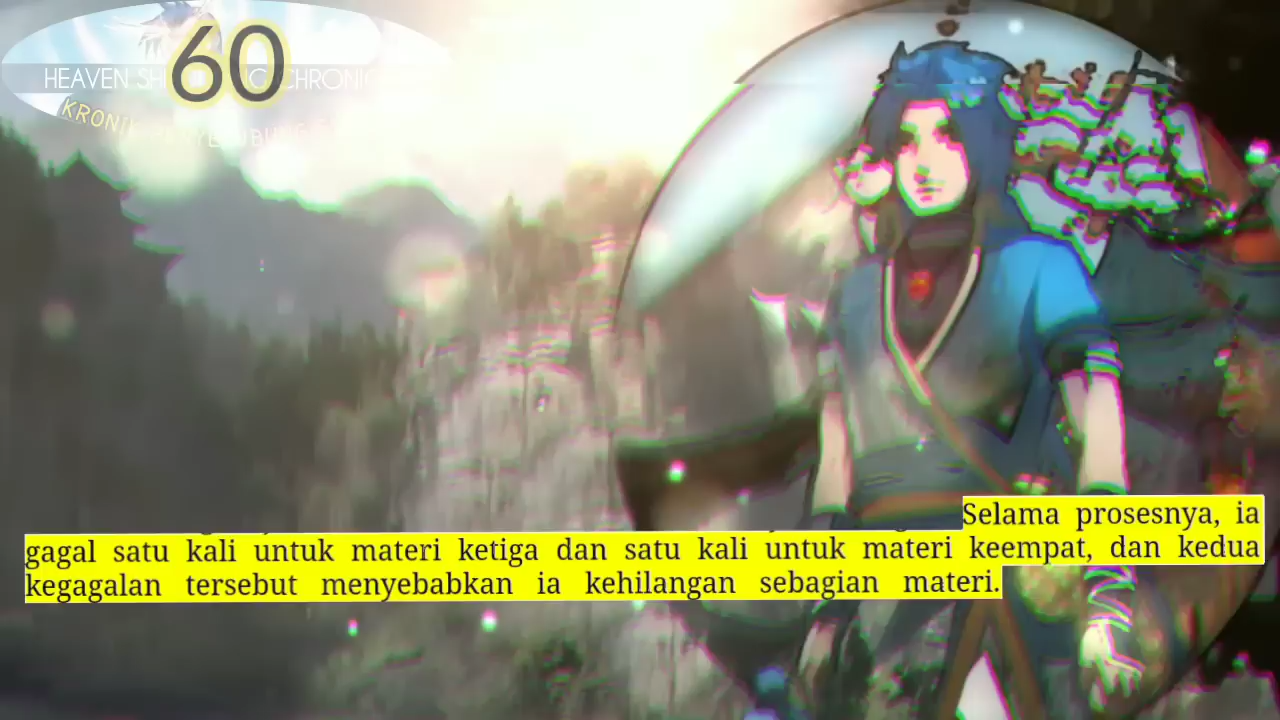 60
HEAVEN
Selama prosesnya, ia
gagal satu kali untuk materi ketiga dan satu kali untuk materi keempat, dan kedua
kegagalan tersebut menyebabkan ia kehilangan sebagian materi.